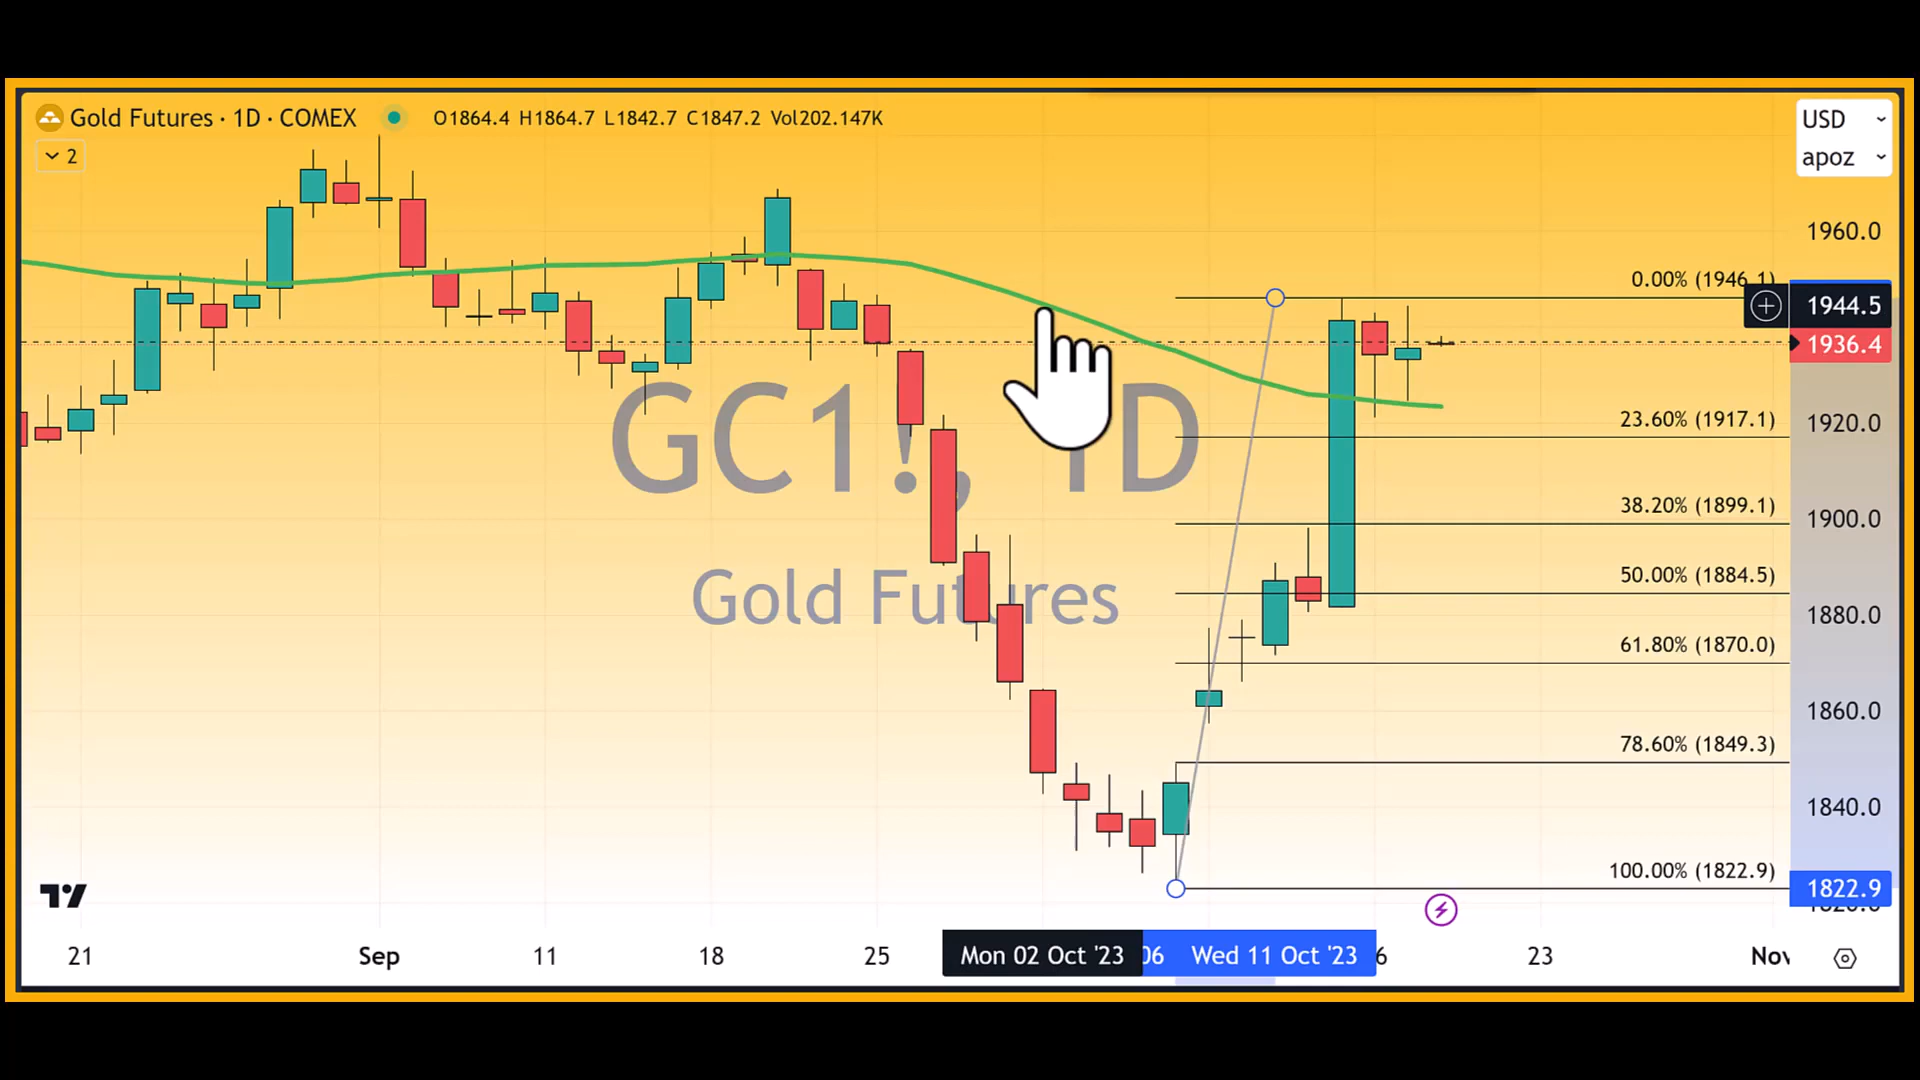 Gold Futures · 1D · COMEX
O1864.4 H1864.7 L1842.7 C1847.2 Vol202.147K
2
USD
apoz
1960.0
0.00% (1946.1)
1944.5
1936.4
GC1!, 1D
23.60% (1917.1)
1920.0
38.20% (1899.1)
1900.0
50.00% (1884.5)
Gold Futures
1880.0
61.80% (1870.0)
1860.0
78.60% (1849.3)
1840.0
100.00% (1822.9)
1822.9
1820.0
21 Sep 11 18 25 Mon 02 Oct '23 06 Wed 11 Oct '23 6 23 Nov